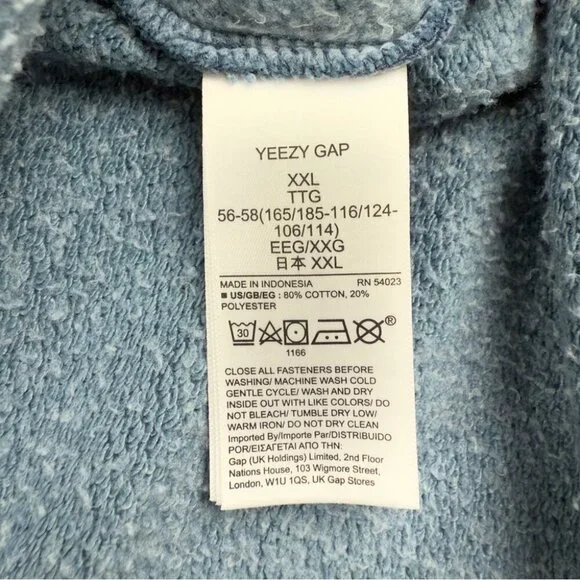 YEEZY GAP
XXL
TTG
56-58(165/185-116/124-
106/114)
EEG/XXG
日本 XXL
MADE IN INDONESIA RN 54023
■ US/GB/EG : 80% COTTON, 20%
POLYESTER
30 ®
1166
CLOSE ALL FASTENERS BEFORE
WASHING/ MACHINE WASH COLD
GENTLE CYCLE/ WASH AND DRY
INSIDE OUT WITH LIKE COLORS/ DO
NOT BLEACH/ TUMBLE DRY LOW/
WARM IRON/ DO NOT DRY CLEAN
Imported By/Importe Par/DISTRIBUIDO
POR/ΕΙΣΑΓΕΤΑΙ ΑΠΟ ΤΗΝ:
Gap (UK Holdings) Limited, 2nd Floor
Nations House, 103 Wigmore Street,
London, W1U 1QS, UK Gap Stores